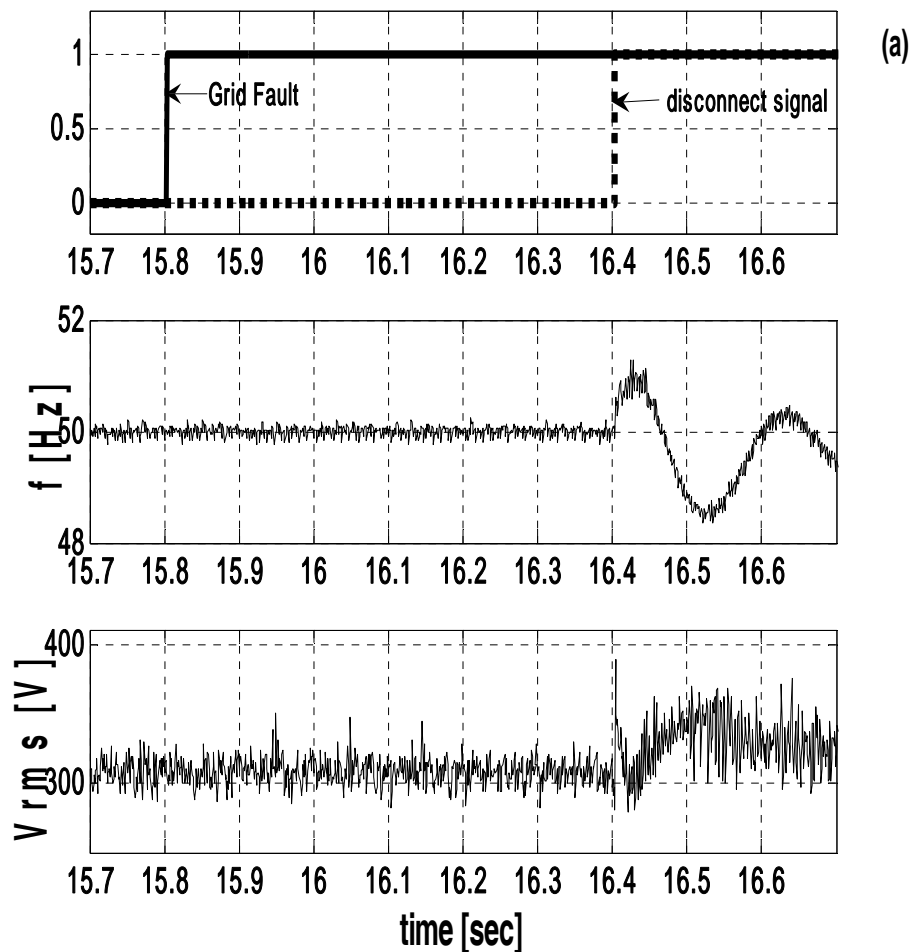 (a)
1
0.5
0
Grid Fault
disconnect signal
15.7 15.8 15.9 16 16.1 16.2 16.3 16.4 16.5 16.6
52
50
48
f [H z]
15.7 15.8 15.9 16 16.1 16.2 16.3 16.4 16.5 16.6
400
300
V r m s [V]
15.7 15.8 15.9 16 16.1 16.2 16.3 16.4 16.5 16.6
time [sec]